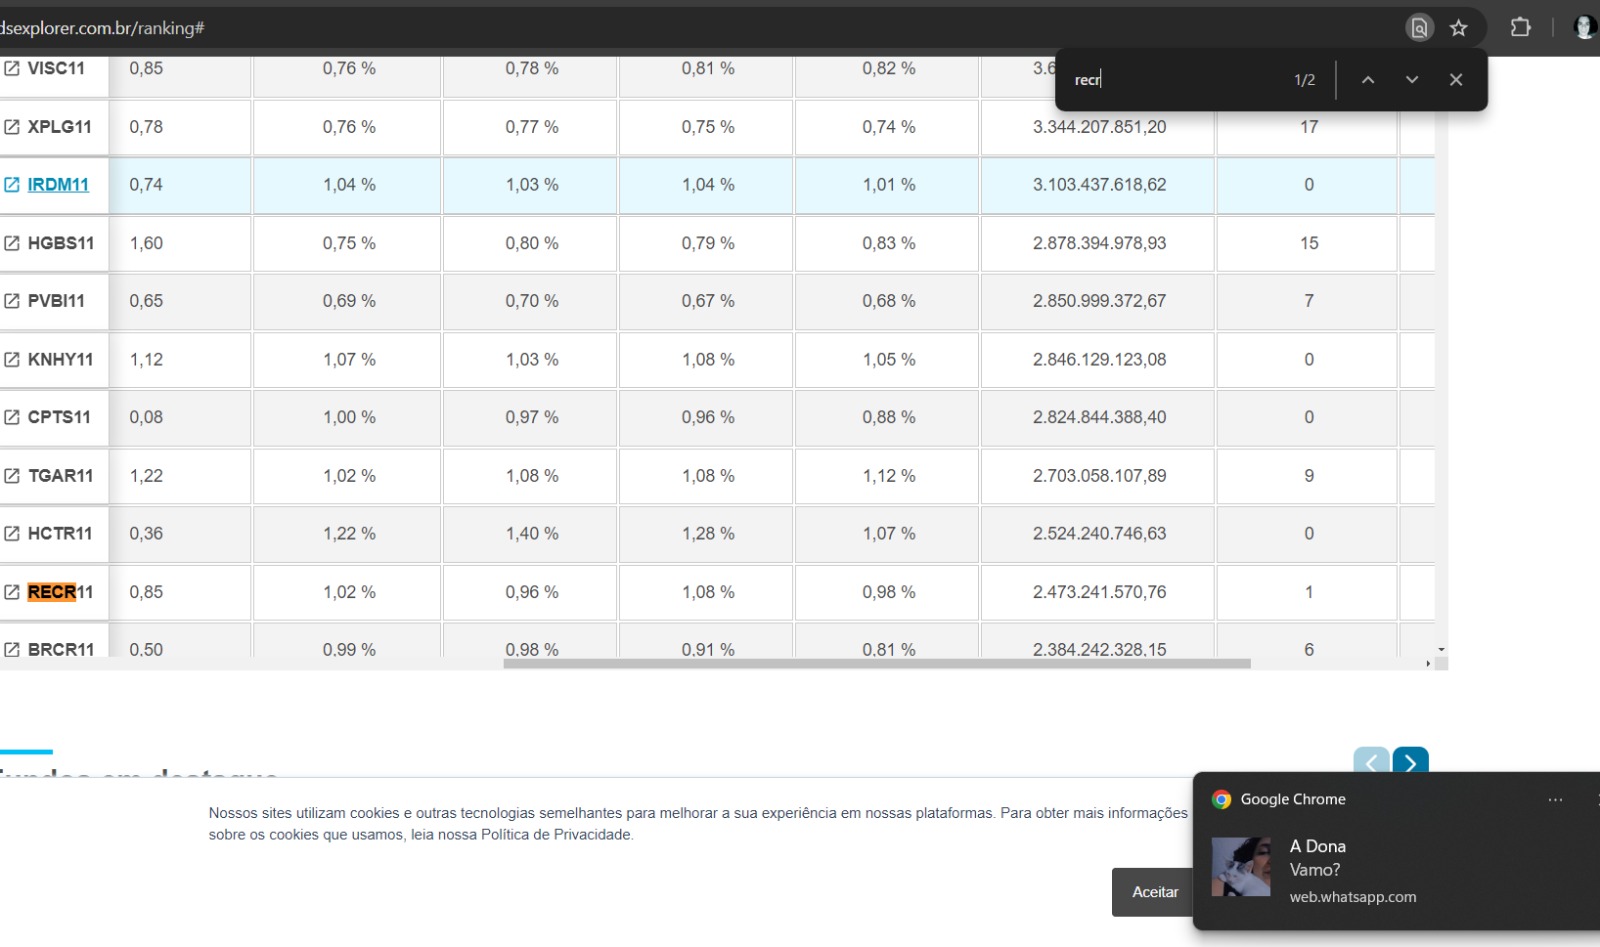 dsexplorer.com.br/ranking#
recr 1/2
VISC11 0,85 0,76 % 0,78 % 0,81 % 0,82 %
XPLG11 0,78 0,76 % 0,77 % 0,75 % 0,74 % 3.344.207.851,20 17
IRDM11 0,74 1,04 % 1,03 % 1,04 % 1,01 % 3.103.437.618,62 0
HGBS11 1,60 0,75 % 0,80 % 0,79 % 0,83 % 2.878.394.978,93 15
PVBI11 0,65 0,69 % 0,70 % 0,67 % 0,68 % 2.850.999.372,67 7
KNHY11 1,12 1,07 % 1,03 % 1,08 % 1,05 % 2.846.129.123,08 0
CPTS11 0,08 1,00 % 0,97 % 0,96 % 0,88 % 2.824.844.388,40 0
TGAR11 1,22 1,02 % 1,08 % 1,08 % 1,12 % 2.703.058.107,89 9
HCTR11 0,36 1,22 % 1,40 % 1,28 % 1,07 % 2.524.240.746,63 0
RECR11 0,85 1,02 % 0,96 % 1,08 % 0,98 % 2.473.241.570,76 1
BRCR11 0,50 0,99 % 0,98 % 0,91 % 0,81 % 2.384.242.328,15 6
Fundos em destaque
Nossos sites utilizam cookies e outras tecnologias semelhantes para melhorar a sua experiência em nossas plataformas. Para obter mais informações
sobre os cookies que usamos, leia nossa Política de Privacidade.
Aceitar
Google Chrome
A Dona
Vamo?
web.whatsapp.com